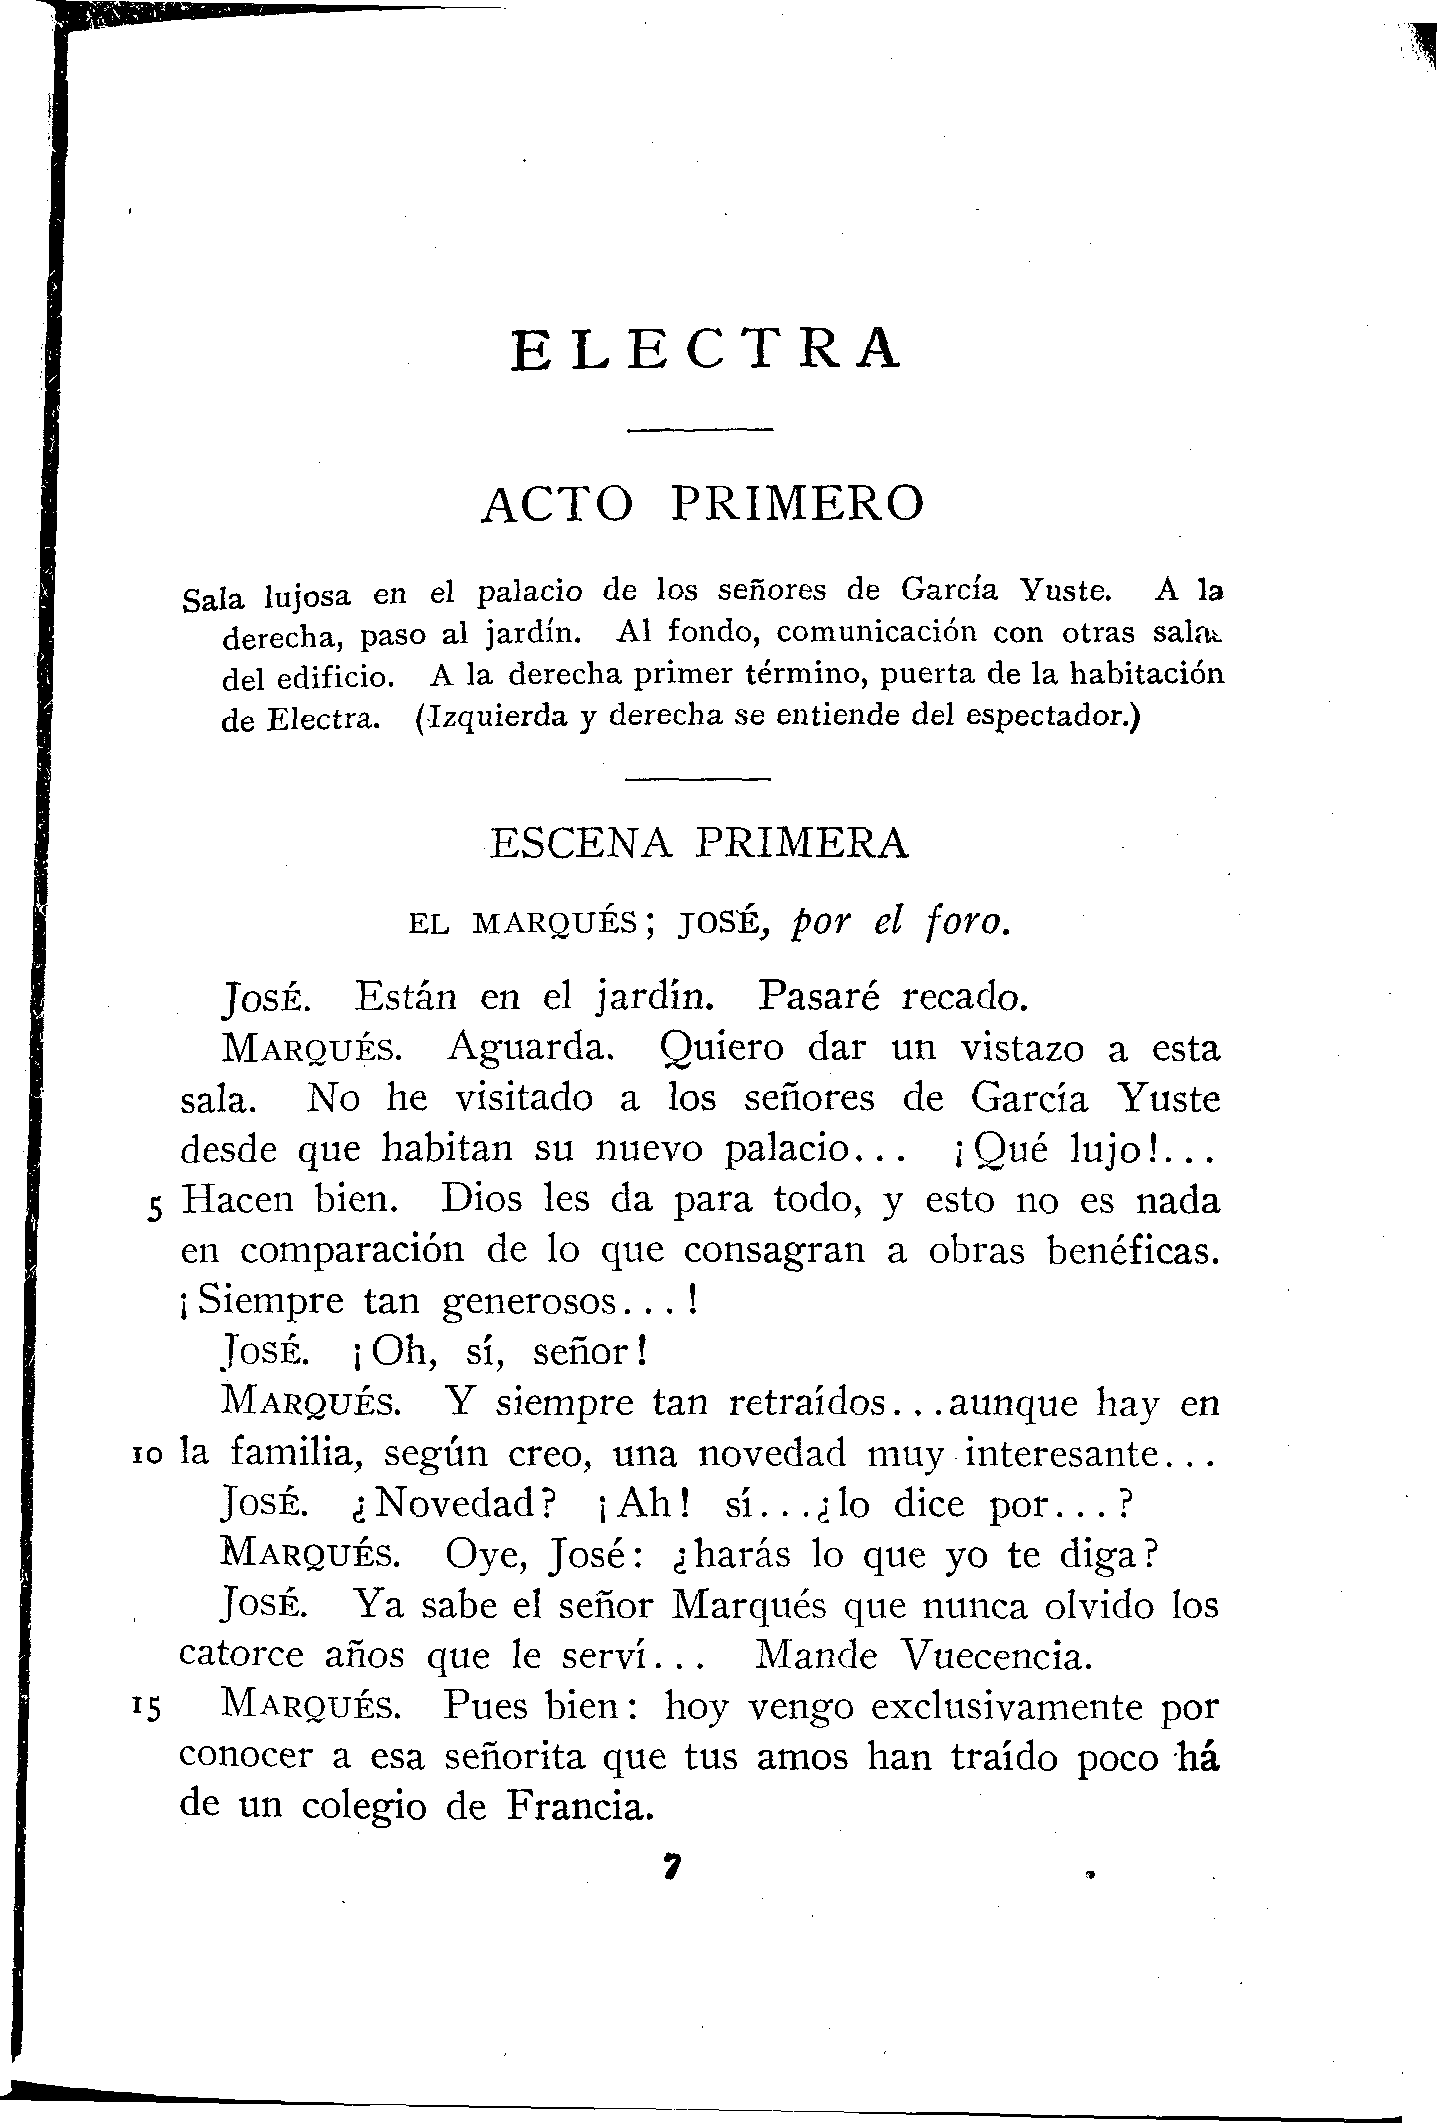 ELECTRA
ACTO PRIMERO
Sala lujosa en el palacio de los señores de García Yuste. A la
derecha, paso al jardín. Al fondo, comunicación con otras salas
del edificio. A la derecha primer término, puerta de la habitación
de Electra. (Izquierda y derecha se entiende del espectador.)
ESCENA PRIMERA
EL MARQUÉS; JOSÉ, por el foro.
JOSÉ. Están en el jardín. Pasaré recado.
MARQUÉS. Aguarda. Quiero dar un vistazo a esta
sala. No he visitado a los señores de García Yuste
desde que habitan su nuevo palacio... ¡Qué lujo!...
5 Hacen bien. Dios les da para todo, y esto no es nada
en comparación de lo que consagran a obras benéficas.
¡Siempre tan generosos...!
JOSÉ. ¡Oh, sí, señor!
MARQUÉS. Y siempre tan retraídos...aunque hay en
10 la familia, según creo, una novedad muy interesante...
JOSÉ. ¿Novedad? ¡Ah! sí...¿lo dice por...?
MARQUÉS. Oye, José: ¿harás lo que yo te diga?
JOSÉ. Ya sabe el señor Marqués que nunca olvido los
catorce años que le serví... Mande Vuecencia.
15 MARQUÉS. Pues bien: hoy vengo exclusivamente por
conocer a esa señorita que tus amos han traído poco há
de un colegio de Francia.
7